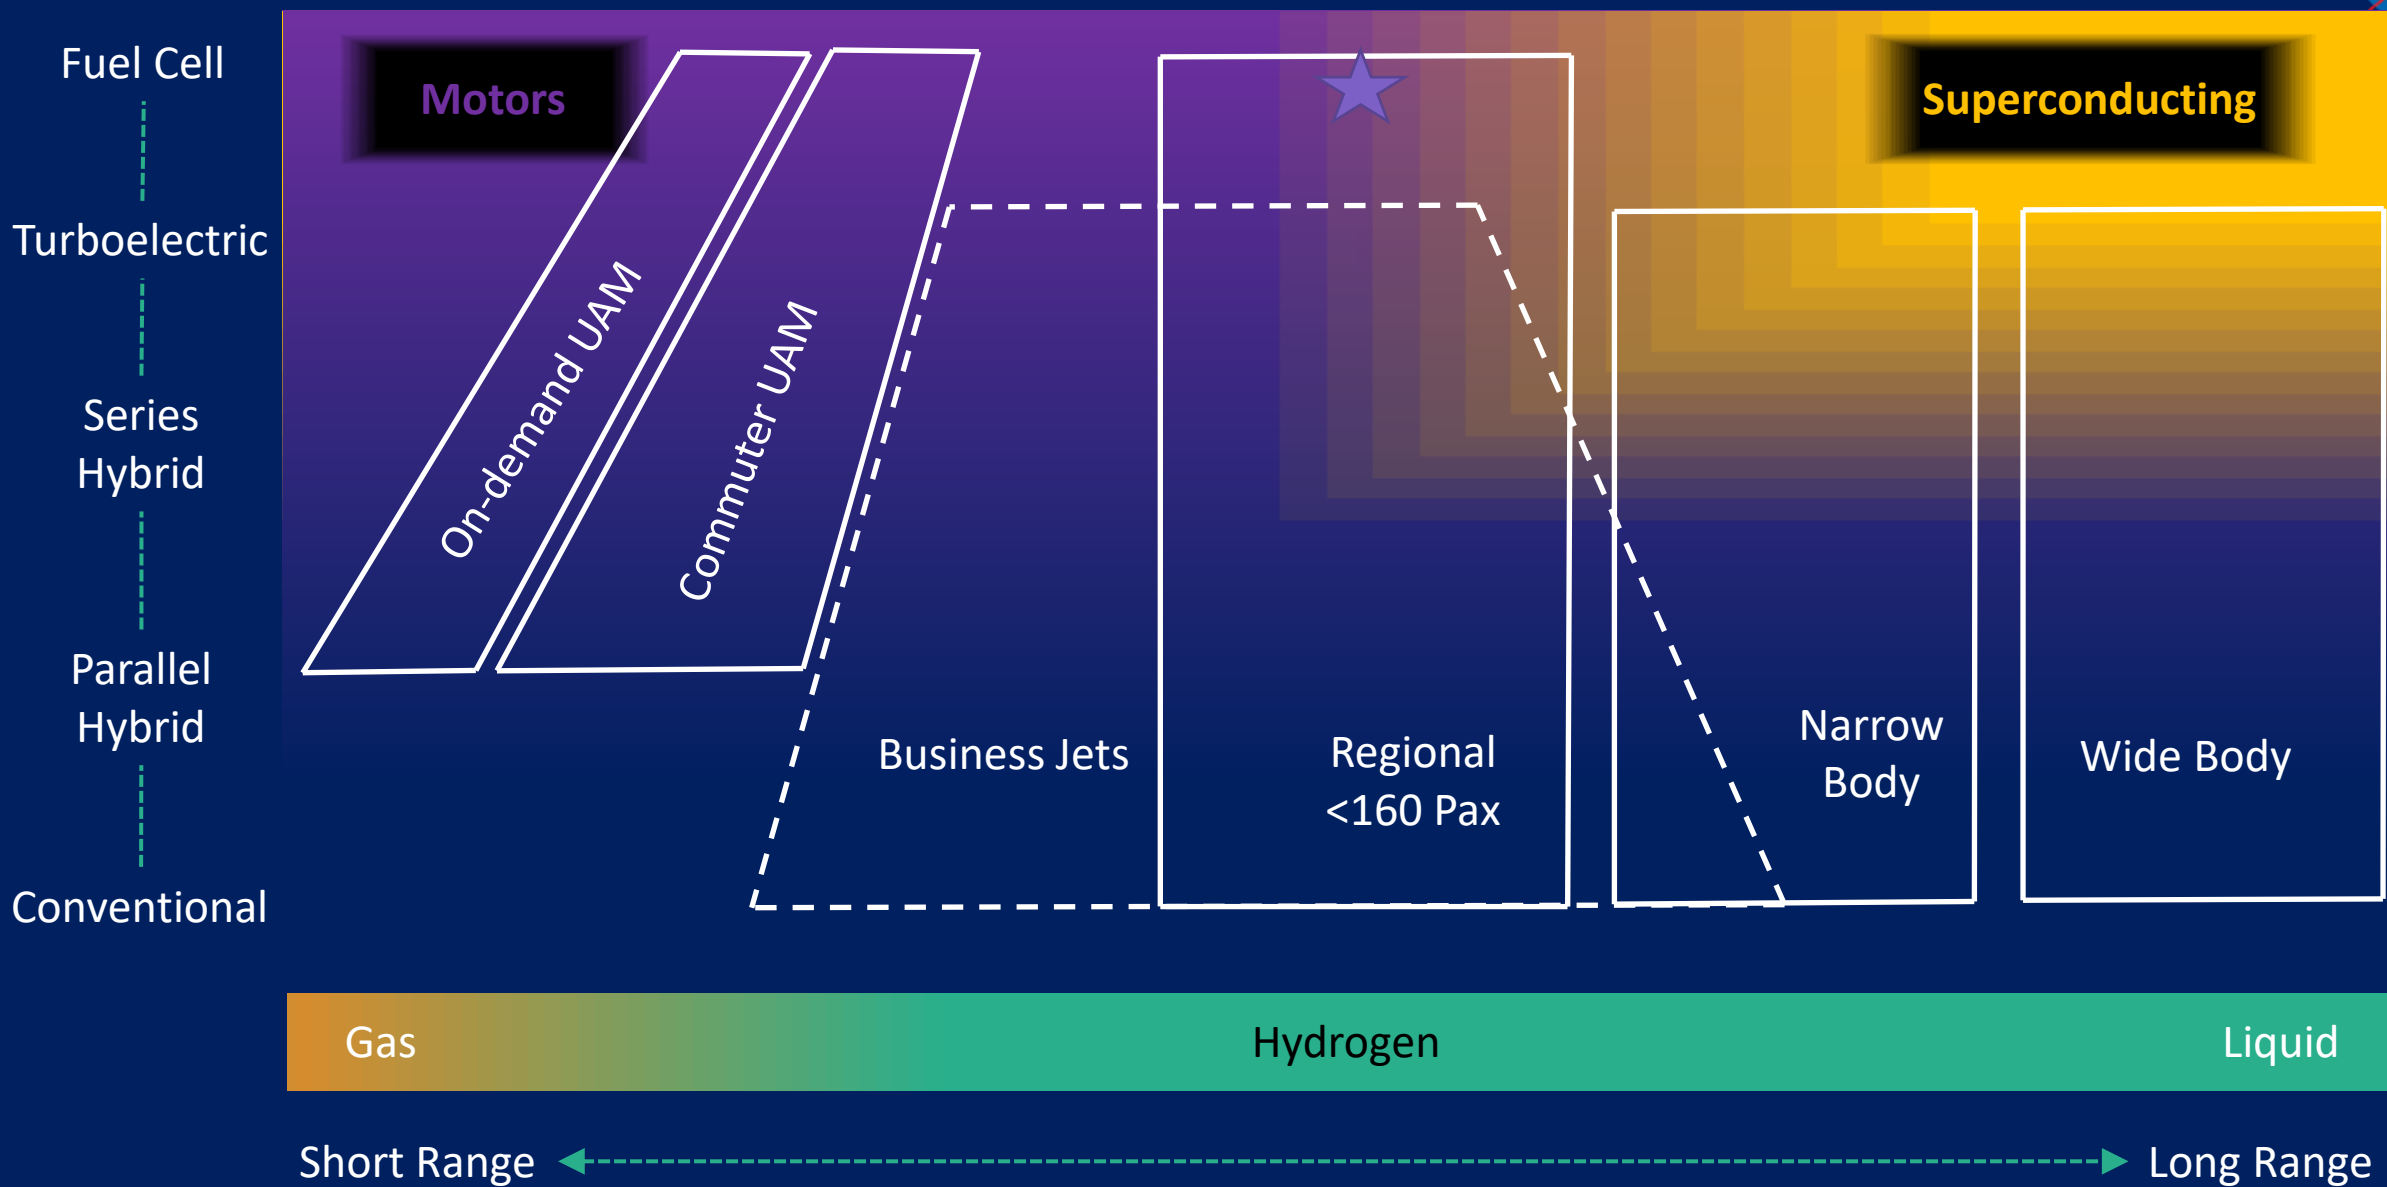 Fuel Cell
Motors
Superconducting
Turboelectric
On-demand UAM
Commuter UAM
Series
Hybrid
Parallel
Hybrid
Business Jets
Regional
<160 Pax
Narrow
Body
Wide Body
Conventional
Gas
Hydrogen
Liquid
Short Range
Long Range